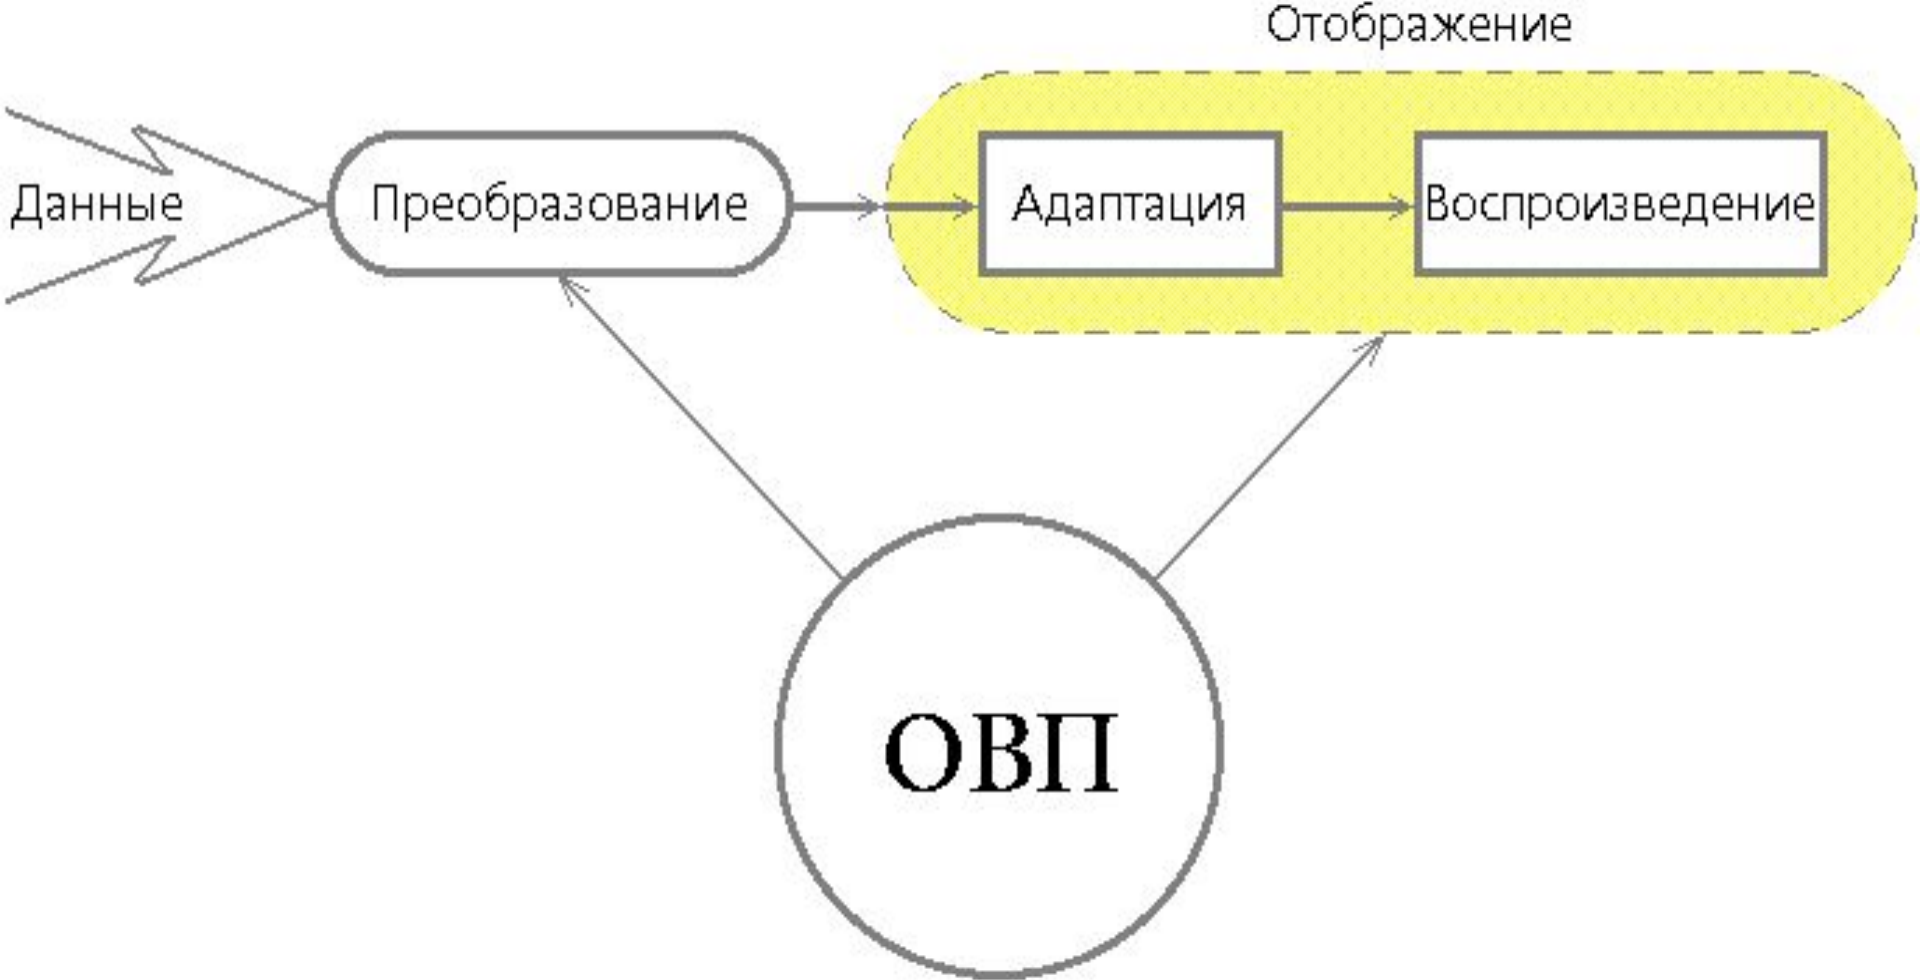 Отображение
Данные
Преобразование
Адаптация
Воспроизведение
ОВП